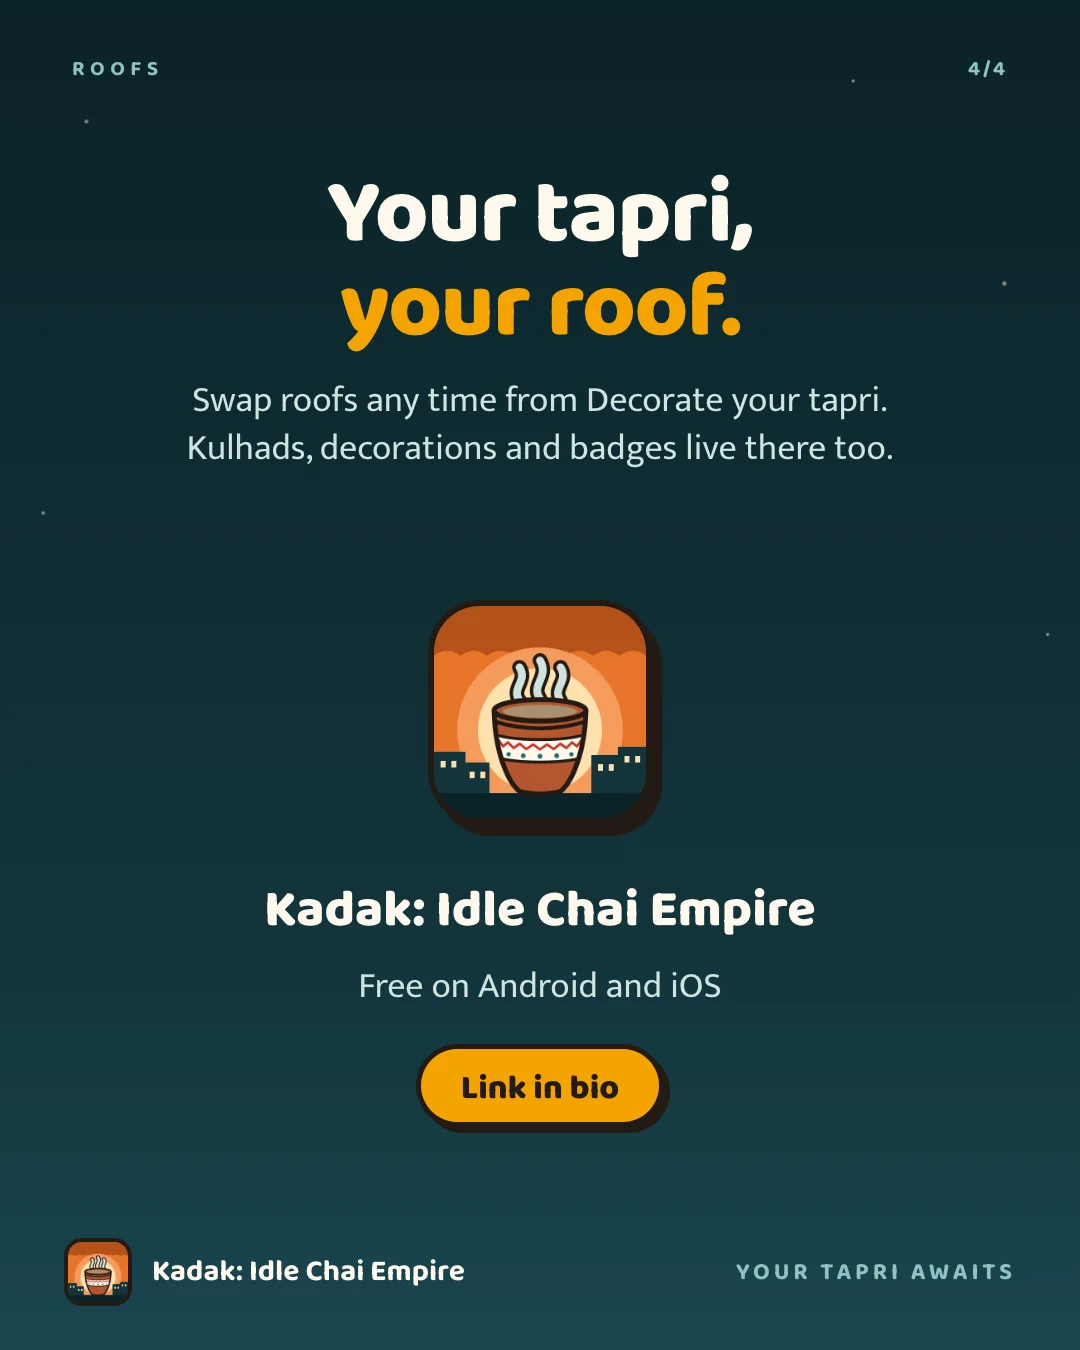 ROOFS
4/4
Your tapri,
your roof.
Swap roofs any time from Decorate your tapri.
Kulhads, decorations and badges live there too.
Kadak: Idle Chai Empire
Free on Android and iOS
Link in bio
Kadak: Idle Chai Empire
YOUR TAPRI AWAITS